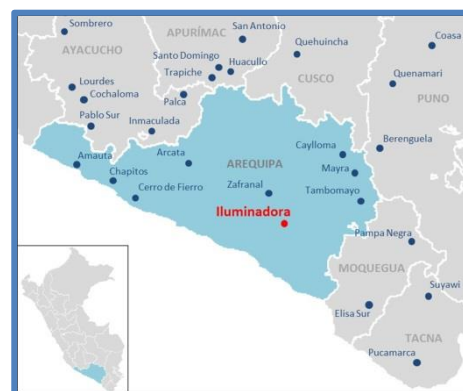 Sombrero
APURÍMAC
San Antonio
Coasa
AYACUCHO
Santo Domingo
Huacullo
Quehuincha
Lourdes
Trapiche
CUSCO
Quenamari
Cochaloma
Palca
PUNO
Pablo Sur
Inmaculada
Berenguela
Amauta
Arcata
AREQUIPA
Caylloma
Chapitos
Mayra
Cerro de Fierro
Zafranal
Tambomayo
Iluminadora
Pampa Negra
MOQUEGUA
Suyawi
Elisa Sur
TACNA
Pucamarca